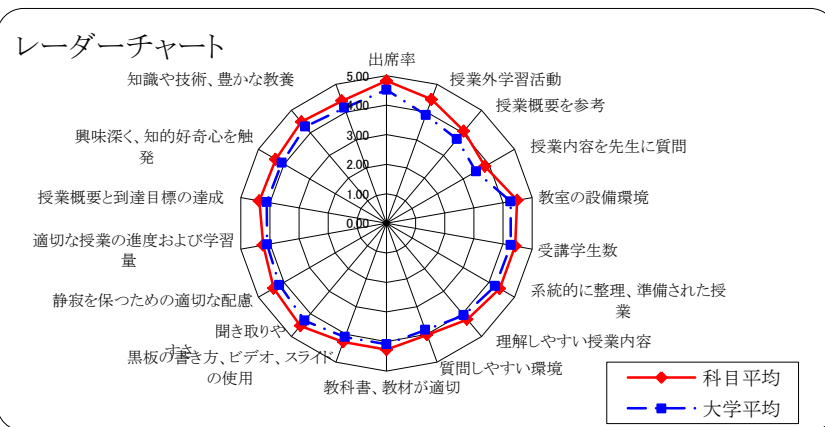 レーダーチャート
出席率
授業外学習活動
授業概要を参考
授業内容を先生に質問
教室の設備環境
受講学生数
系統的に整理、準備された授
業
理解しやすい授業内容
質問しやすい環境
教科書、教材が適切
黒板の書き方、ビデオ、スライド
の使用
聞き取りや
すさ
静寂を保つための適切な配慮
適切な授業の進度および学習
量
授業概要と到達目標の達成
興味深く、知的好奇心を触
発
知識や技術、豊かな教養
5.00
4.00
3.00
2.00
1.00
0.00
科目平均
大学平均